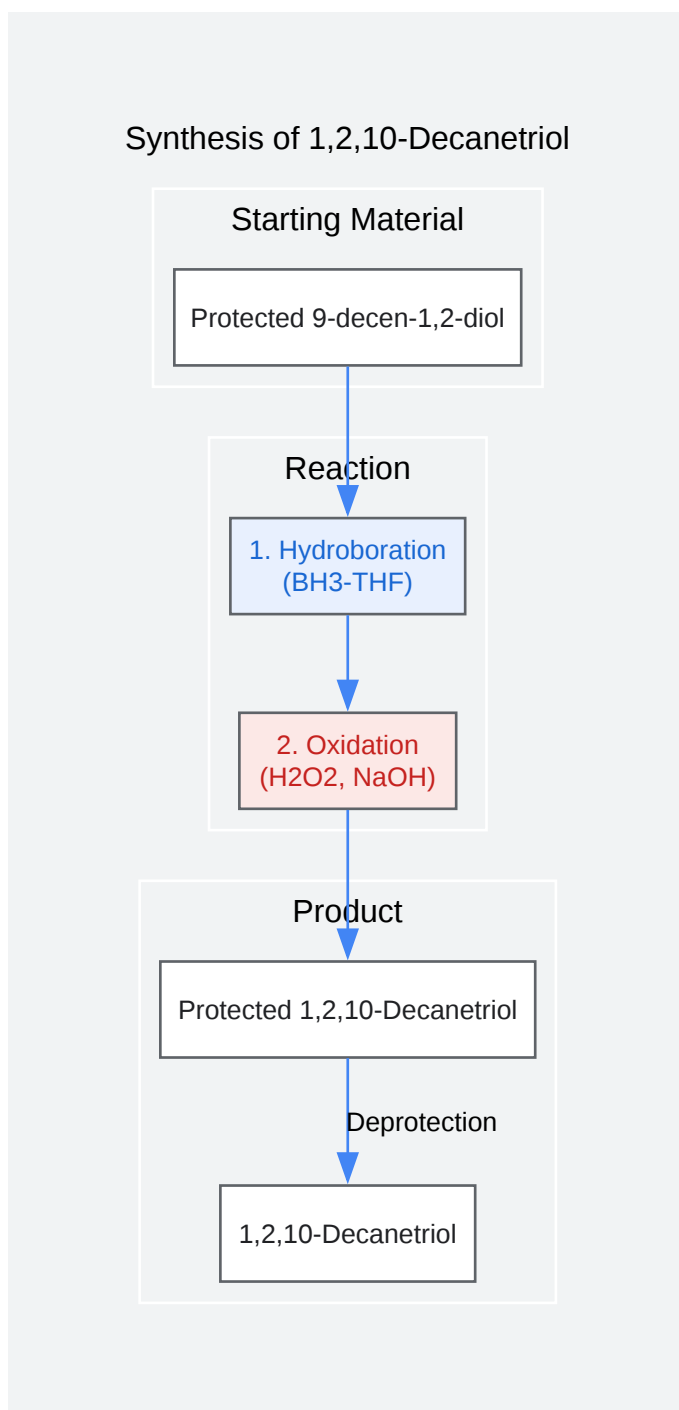 Synthesis of 1,2,10-Decanetriol
Starting Material
Protected 9-decen-1,2-diol
Reaction
1. Hydroboration
(BH3-THF)
2. Oxidation
(H2O2, NaOH)
Product
Protected 1,2,10-Decanetriol
Deprotection
1,2,10-Decanetriol